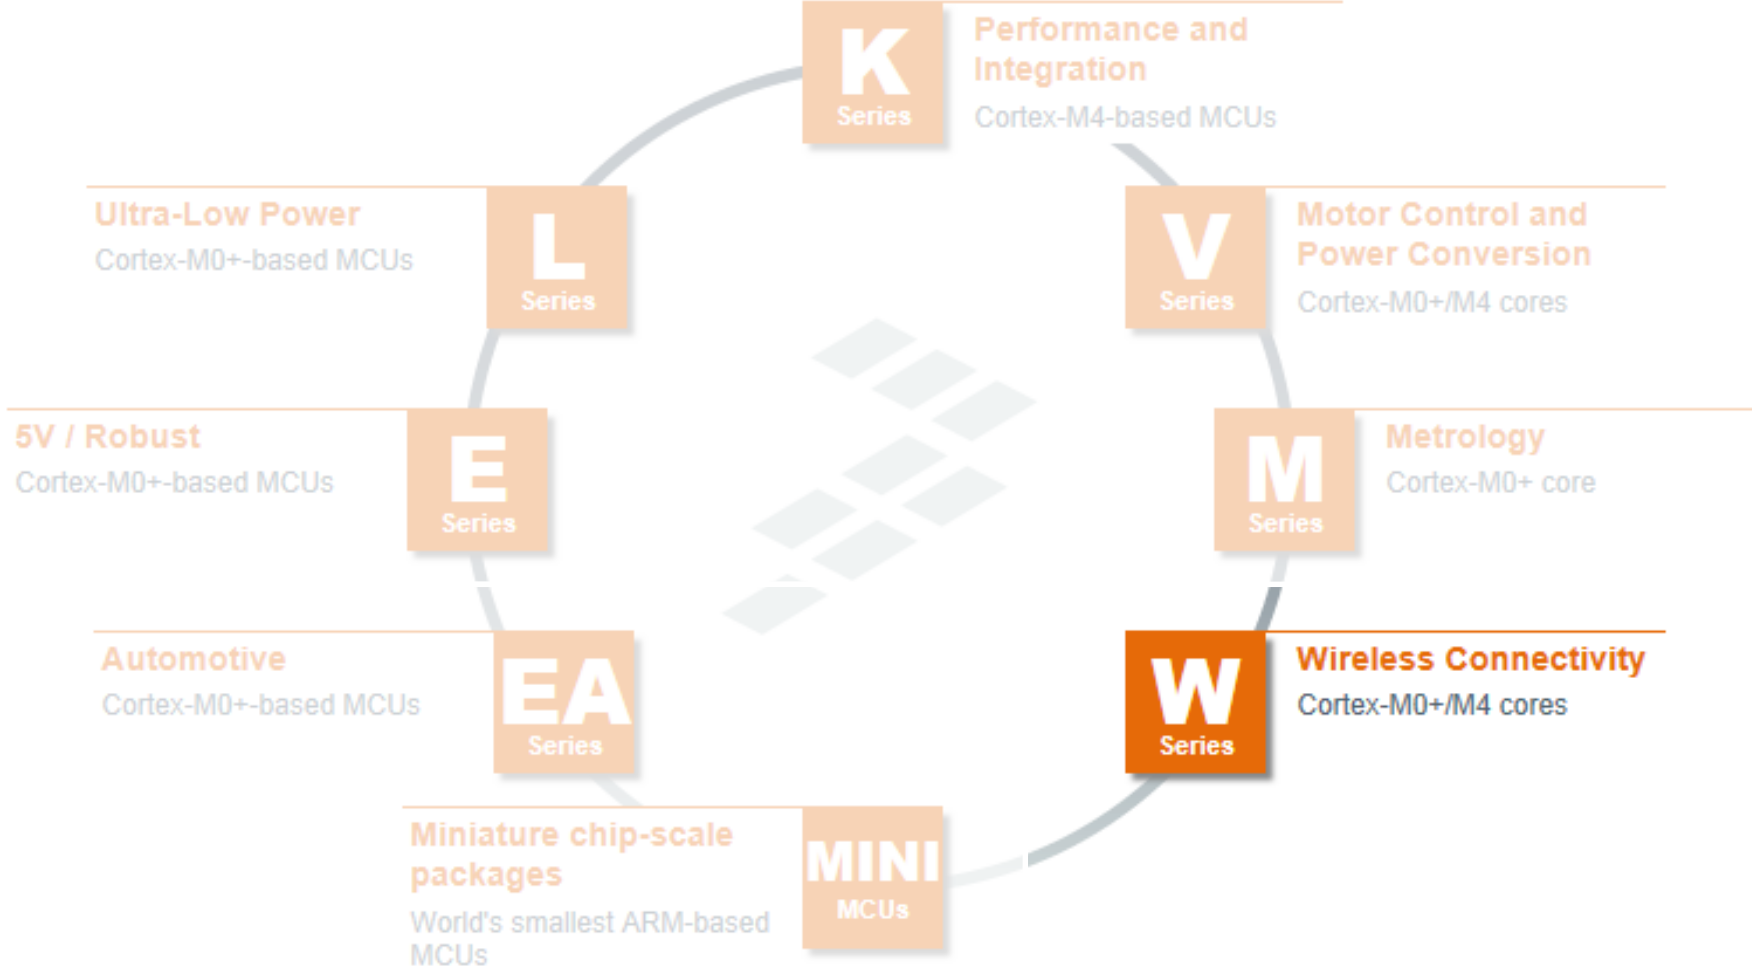 K
Series
Performance and
Integration
Cortex-M4-based MCUs
Ultra-Low Power
Cortex-M0+-based MCUs
L
Series
V
Series
Motor Control and
Power Conversion
Cortex-M0+/M4 cores
5V / Robust
Cortex-M0+-based MCUs
E
Series
M
Series
Metrology
Cortex-M0+ core
Automotive
Cortex-M0+-based MCUs
EA
Series
W
Series
Wireless Connectivity
Cortex-M0+/M4 cores
Miniature chip-scale
packages
World's smallest ARM-based
MCUs
MINI
MCUs